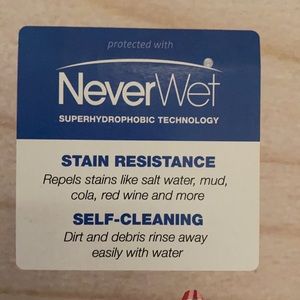 protected with
NeverWet
SUPERHYDROPHOBIC TECHNOLOGY
STAIN RESISTANCE
Repels stains like salt water, mud,
cola, red wine and more
SELF-CLEANING
Dirt and debris rinse away
easily with water